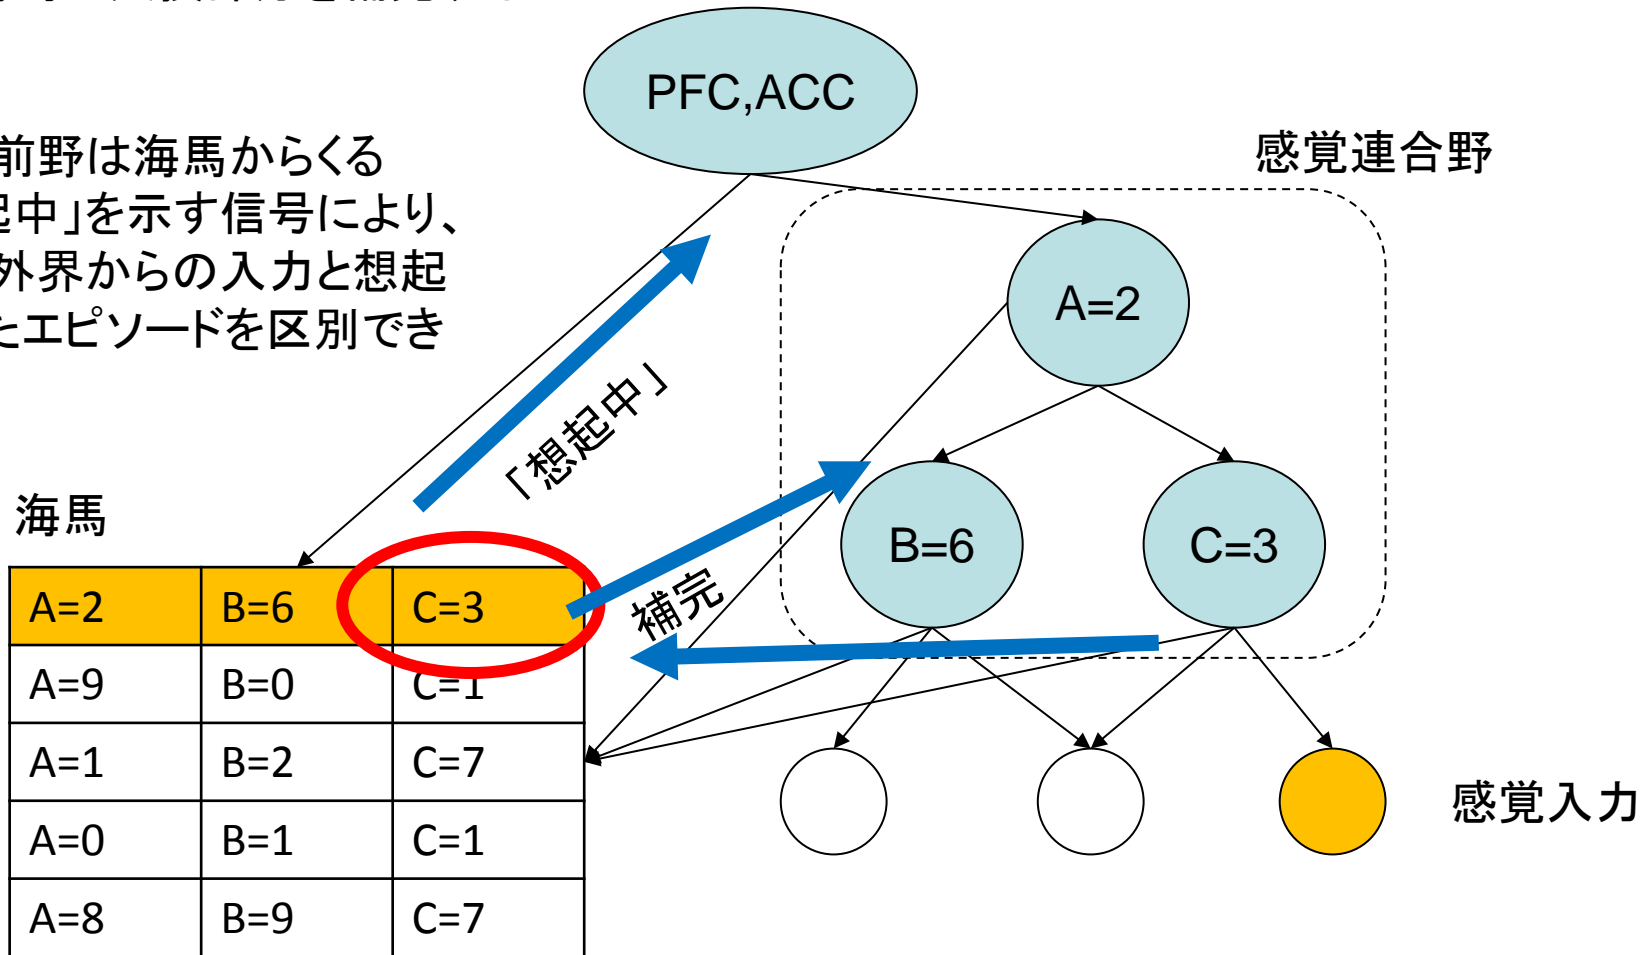 PFC,ACC
感覚連合野
前野は海馬からくる
起中」を示す信号により、
外界からの入力と想起
たエピソードを区別でき
A=2
「想起中」
海馬
B=6
C=3
補完
A=2 B=6 C=3
A=9 B=0 C=1
A=1 B=2 C=7
A=0 B=1 C=1
A=8 B=9 C=7
感覚入力